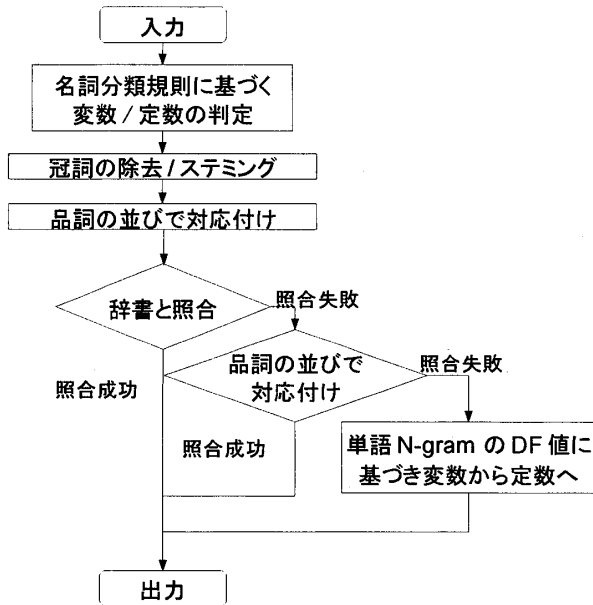 入力
名詞分類規則に基づく
変数 / 定数の判定
冠詞の除去 / ステミング
品詞の並びで対応付け
辞書と照合
照合失敗
品詞の並びで
対応付け
照合失敗
照合成功
照合成功
単語 N-gram の DF 値に
基づき変数から定数へ
出力